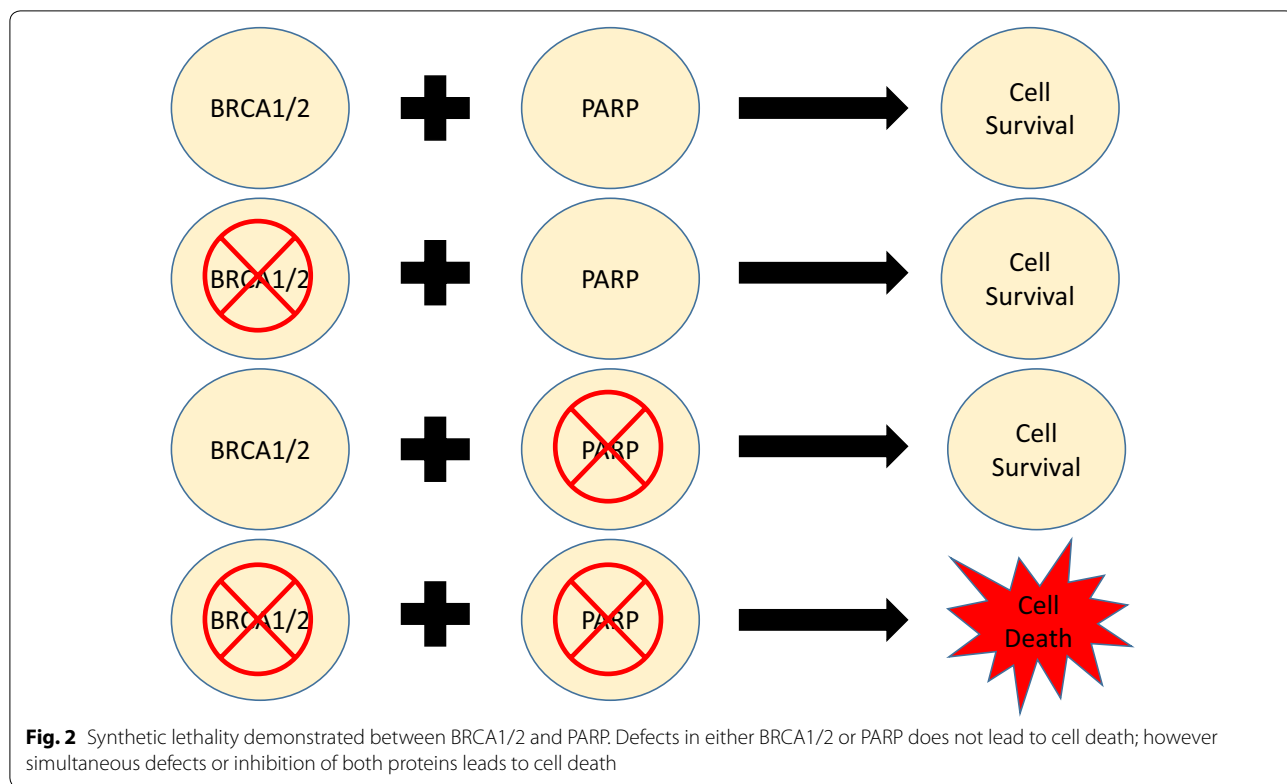 BRCA1/2 PARP Cell
Survival
BRCA1/2 PARP Cell
Survival
BRCA1/2 PARP Cell
Survival
BRCA1/2 PARP Cell
Death
Fig. 2 Synthetic lethality demonstrated between BRCA1/2 and PARP. Defects in either BRCA1/2 or PARP does not lead to cell death; however
simultaneous defects or inhibition of both proteins leads to cell death